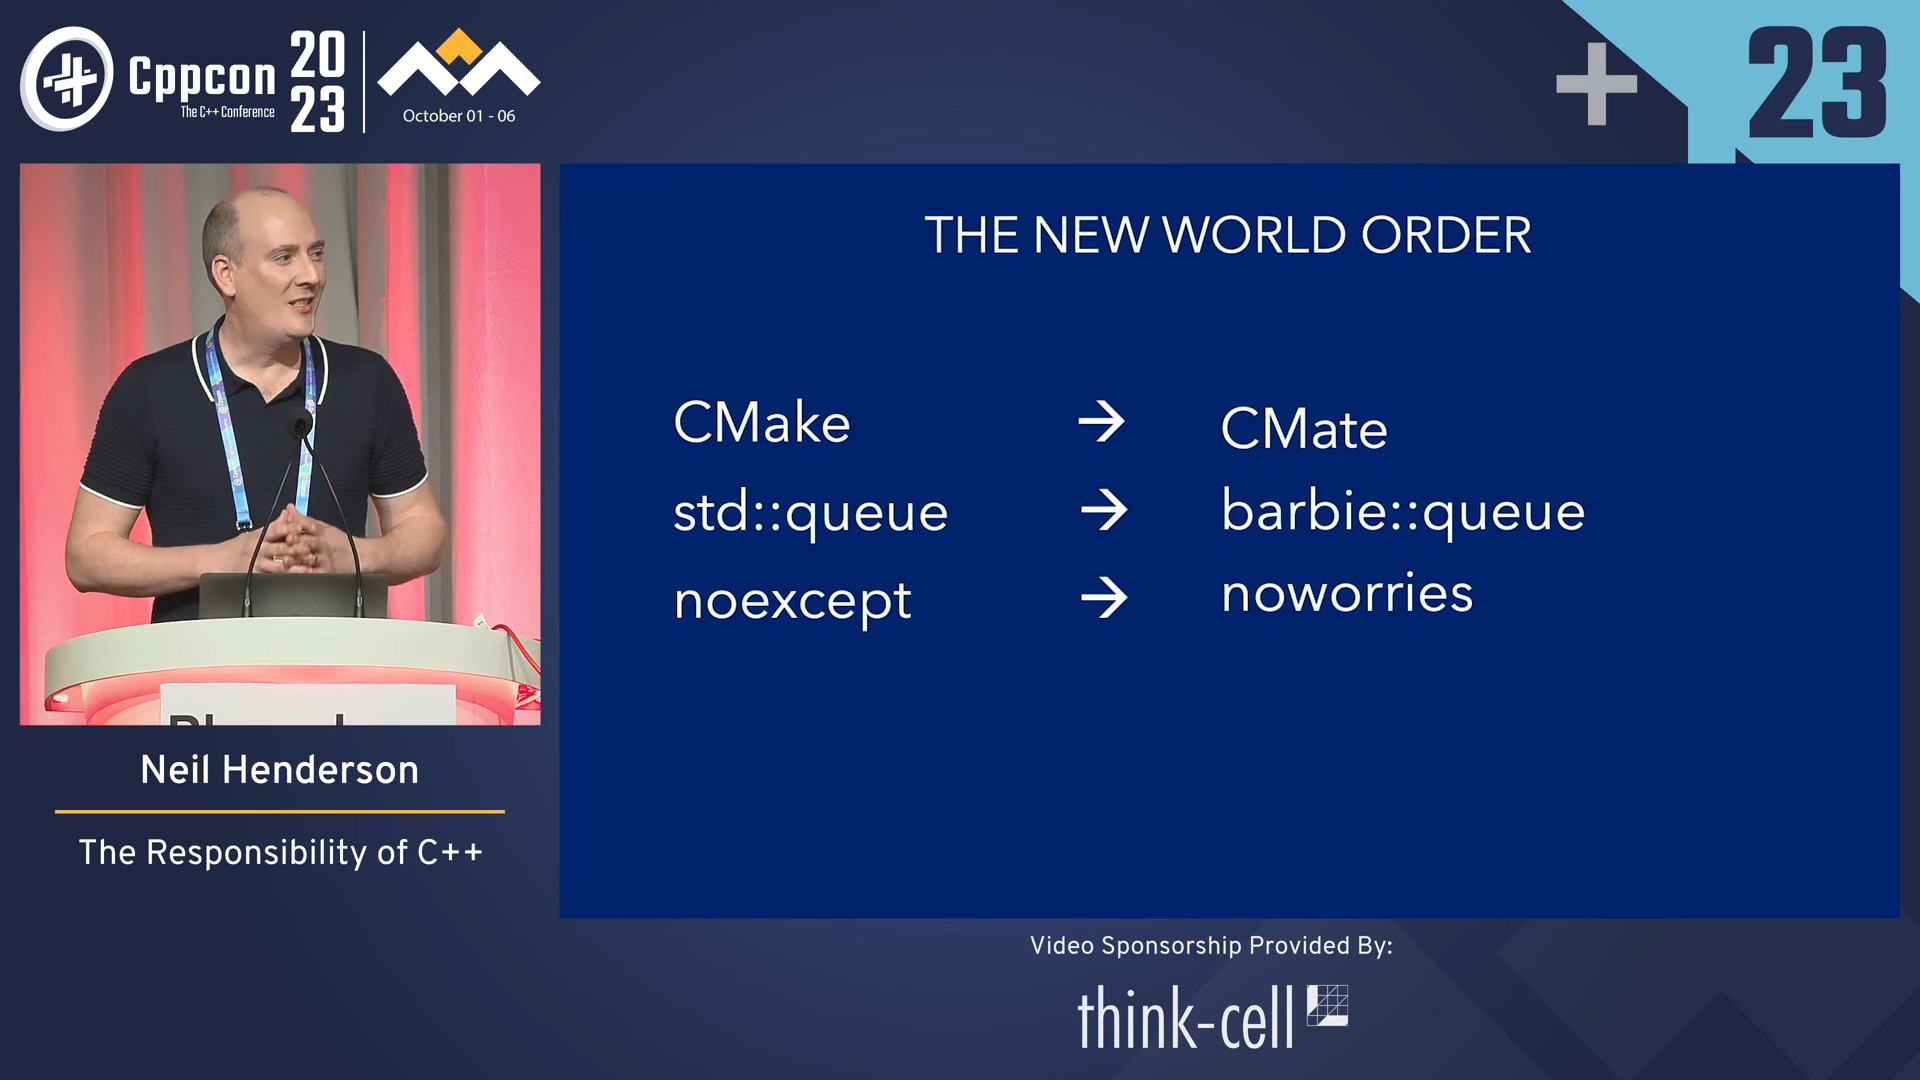 Cppcon
The C++ Conference
20
23
October 01 - 06
+ 23
THE NEW WORLD ORDER
CMake → CMate
std::queue → barbie::queue
noexcept → noworries
Neil Henderson
The Responsibility of C++
Video Sponsorship Provided By:
think-cell